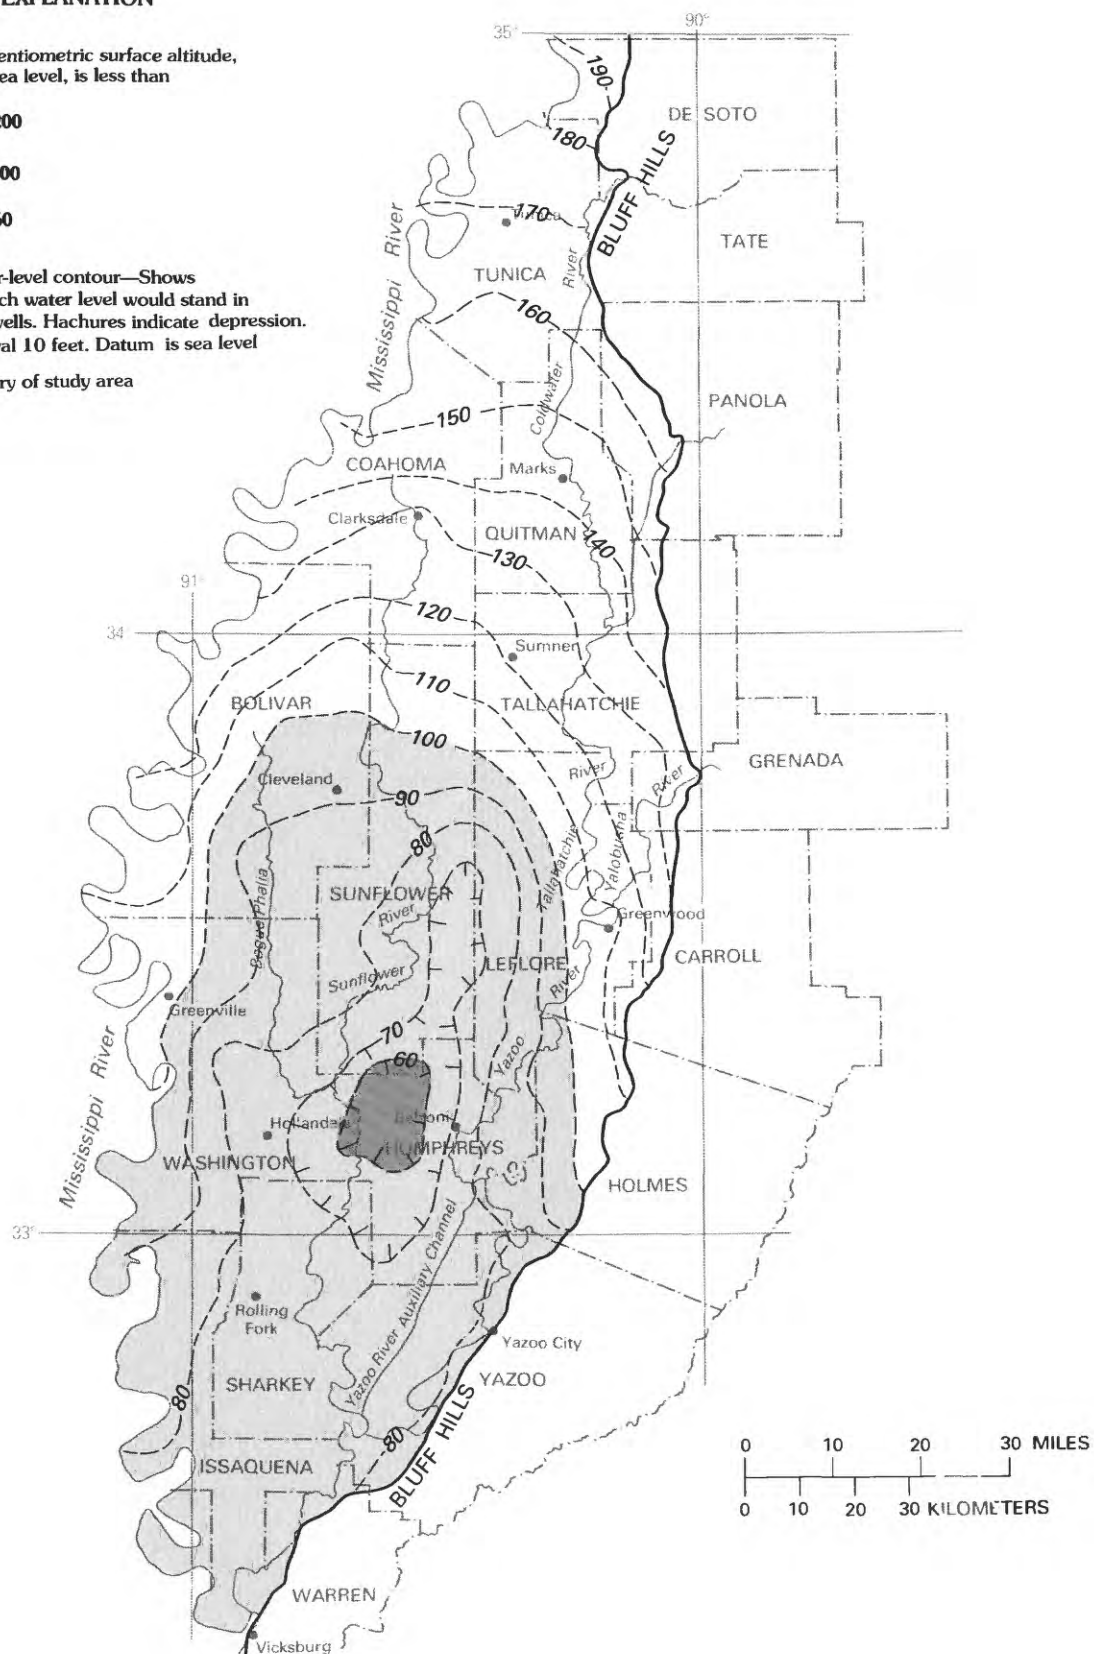 EXPLANATION
entiometric surface altitude,
ea level, is less than
00
00
60
r-level contour—Shows
ch water level would stand in
wells. Hachures indicate depression.
al 10 feet. Datum is sea level
ry of study area
35°
90°
190
DE SOTO
180
BLUFF HILLS
170
Tunica
TATE
Mississippi River
TUNICA
River
160
Coldwater
PANOLA
150
COAHOMA
Marks
Clarksdale
QUITMAN
140
130
91°
120
34
Sumner
110
BOLIVAR
TALLAHATCHIE
100
GRENADA
River
River
Cleveland
90
80
Tallahatchie
Yalobusha
SUNFLOWER
River
Greenwood
Bogue Phalia
LEFLORE
CARROLL
Sunflower
River
Greenville
70
60
Yazoo
Mississippi River
Hollandale
Belzoni
HUMPHREYS
WASHINGTON
HOLMES
33°
Yazoo River Auxiliary Channel
Rolling
Fork
Yazoo City
SHARKEY
YAZOO
80
80
BLUFF HILLS
ISSAQUENA
0 10 20 30 MILES
0 10 20 30 KILOMETERS
WARREN
Vicksburg